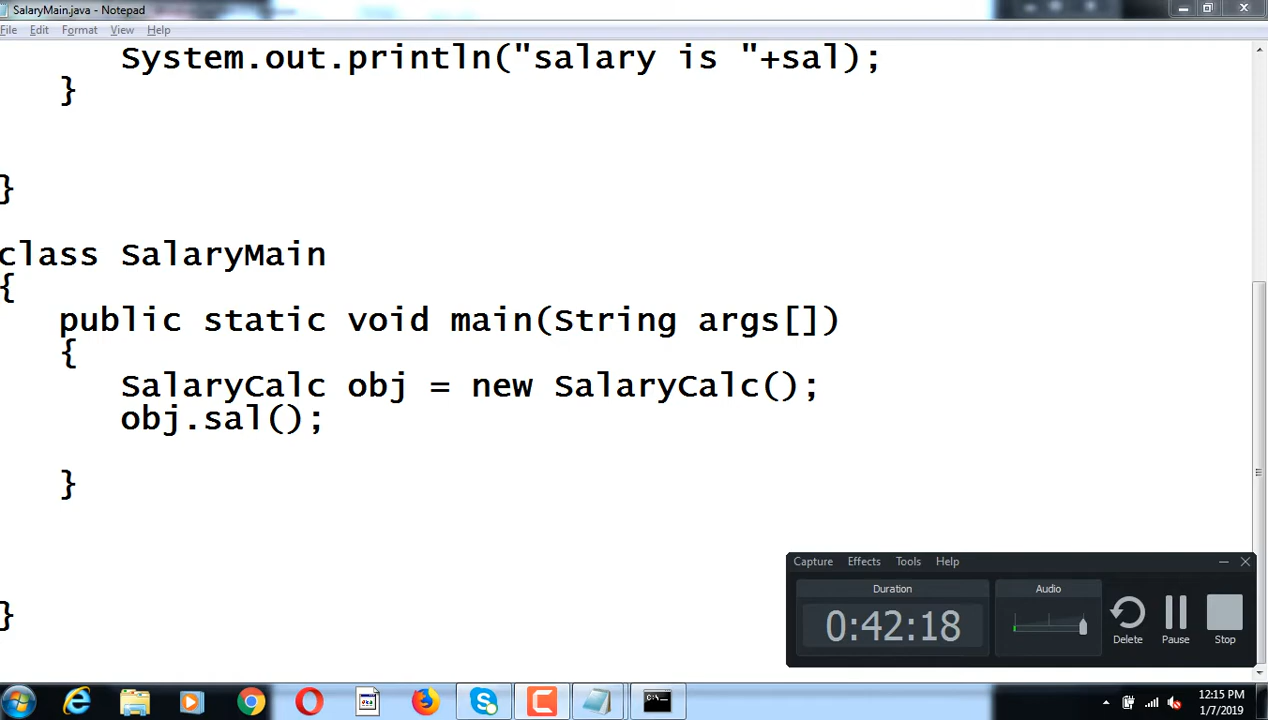 SalaryMain.java - Notepad
File Edit Format View Help
System.out.println("salary is "+sal);
}
}
class SalaryMain
{
public static void main(String args[])
{
SalaryCalc obj = new SalaryCalc();
obj.sal();
}
}
Capture Effects Tools Help
Duration Audio
0:42:18
Delete Pause Stop
12:15 PM
1/7/2019